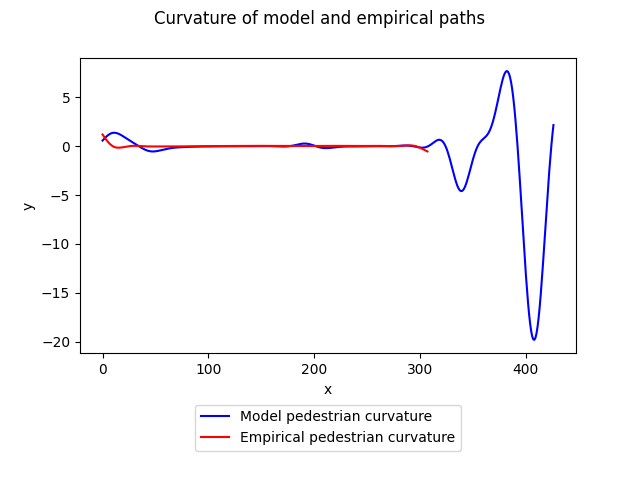 Curvature of model and empirical paths
5
0
−5
−10
−15
−20
y
0 100 200 300 400
x
Model pedestrian curvature
Empirical pedestrian curvature